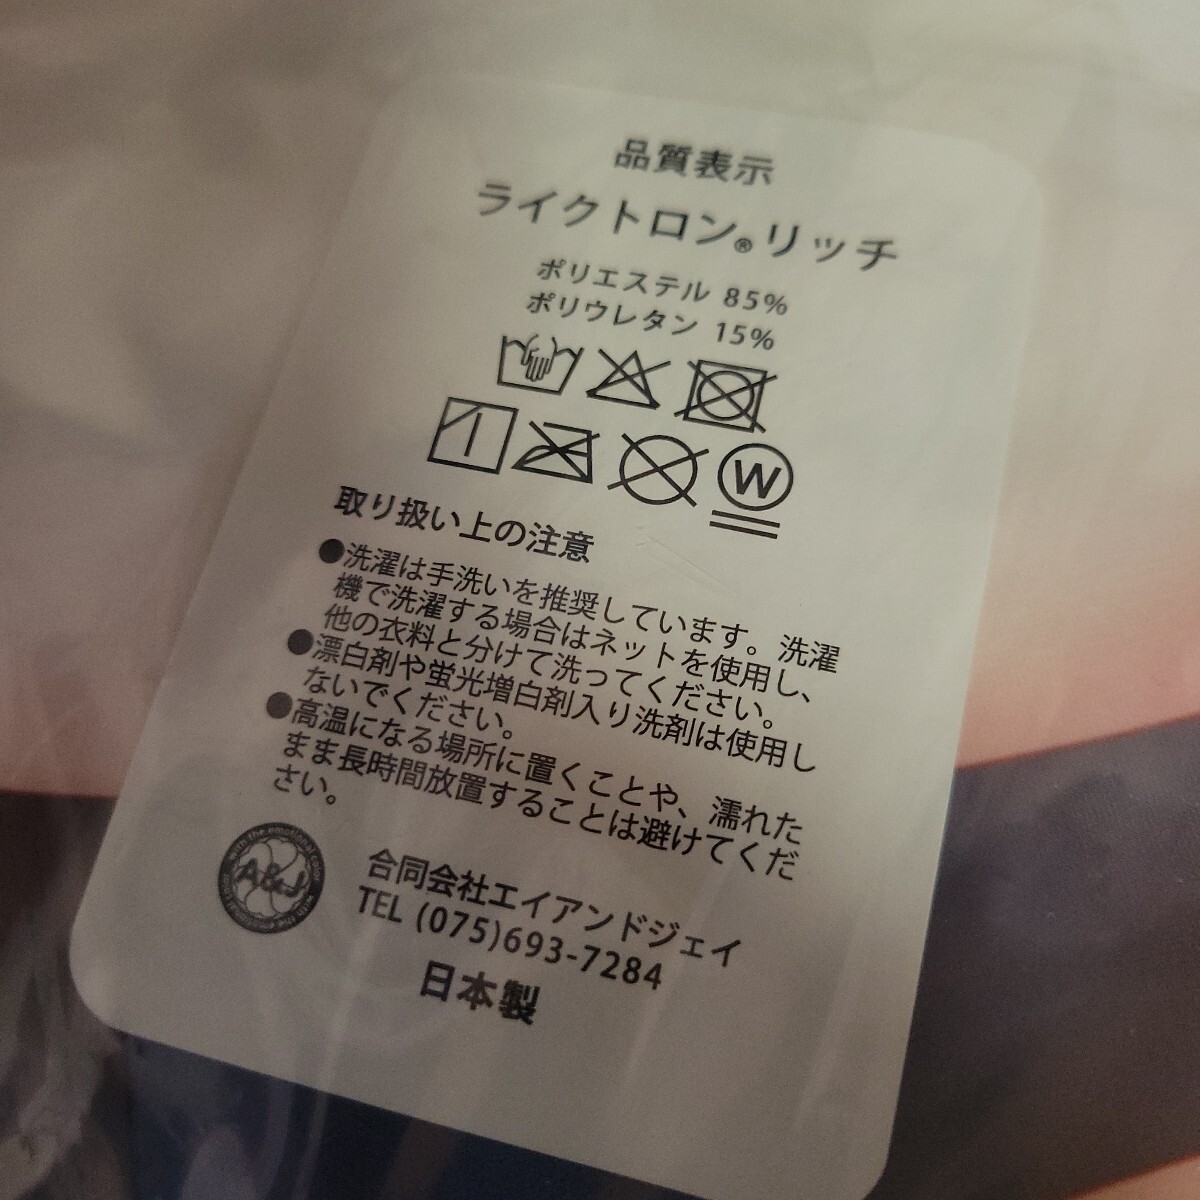 品質表示
ライクトロン®リッチ
ポリエステル 85%
ポリウレタン 15%
W
取り扱い上の注意
●洗濯は手洗いを推奨しています。洗濯
機で洗濯する場合はネットを使用し、
他の衣料と分けて洗ってください。
●漂白剤や蛍光増白剤入り洗剤は使用し
ないでください。
●高温になる場所に置くことや、濡れた
まま長時間放置することは避けてくだ
さい。
with the emotional color
A&J
合同会社エイアンドジェイ
TEL (075)693-7284
日本製